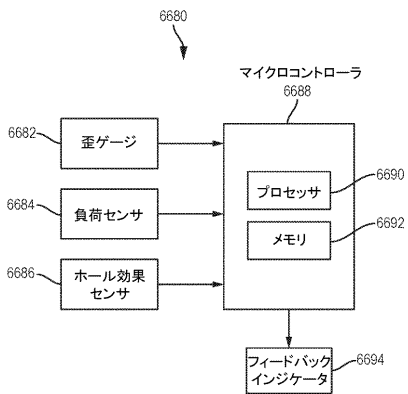 6680
マイクロコントローラ
6688
6682
歪ゲージ
6690
プロセッサ
6684
負荷センサ
6692
メモリ
6686
ホール効果
センサ
フィードバック
インジケータ
6694